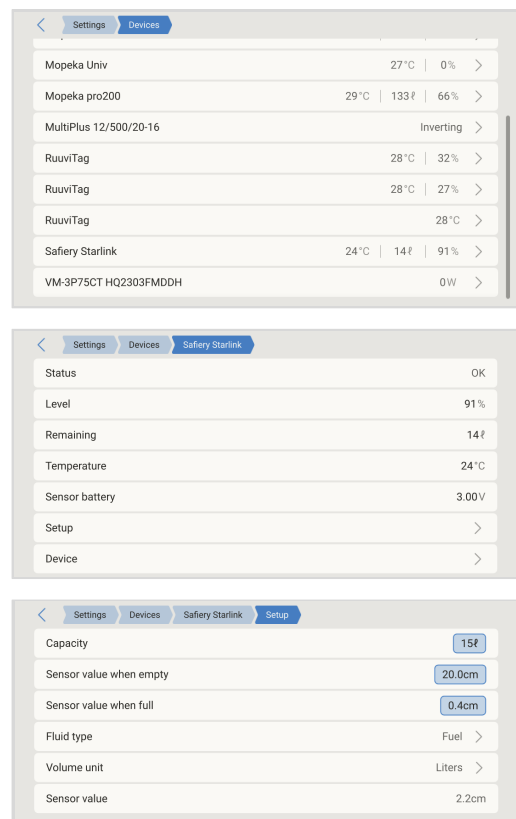 Settings Devices
Mopeka Univ 27°C 0%
Mopeka pro200 29°C 133ℓ 66%
MultiPlus 12/500/20-16 Inverting
RuuviTag 28°C 32%
RuuviTag 28°C 27%
RuuviTag 28°C
Safiery Starlink 24°C 14ℓ 91%
VM-3P75CT HQ2303FMDDH 0W
Settings Devices Safiery Starlink
Status OK
Level 91%
Remaining 14ℓ
Temperature 24°C
Sensor battery 3.00V
Setup
Device
Settings Devices Safiery Starlink Setup
Capacity 15ℓ
Sensor value when empty 20.0cm
Sensor value when full 0.4cm
Fluid type Fuel
Volume unit Liters
Sensor value 2.2cm